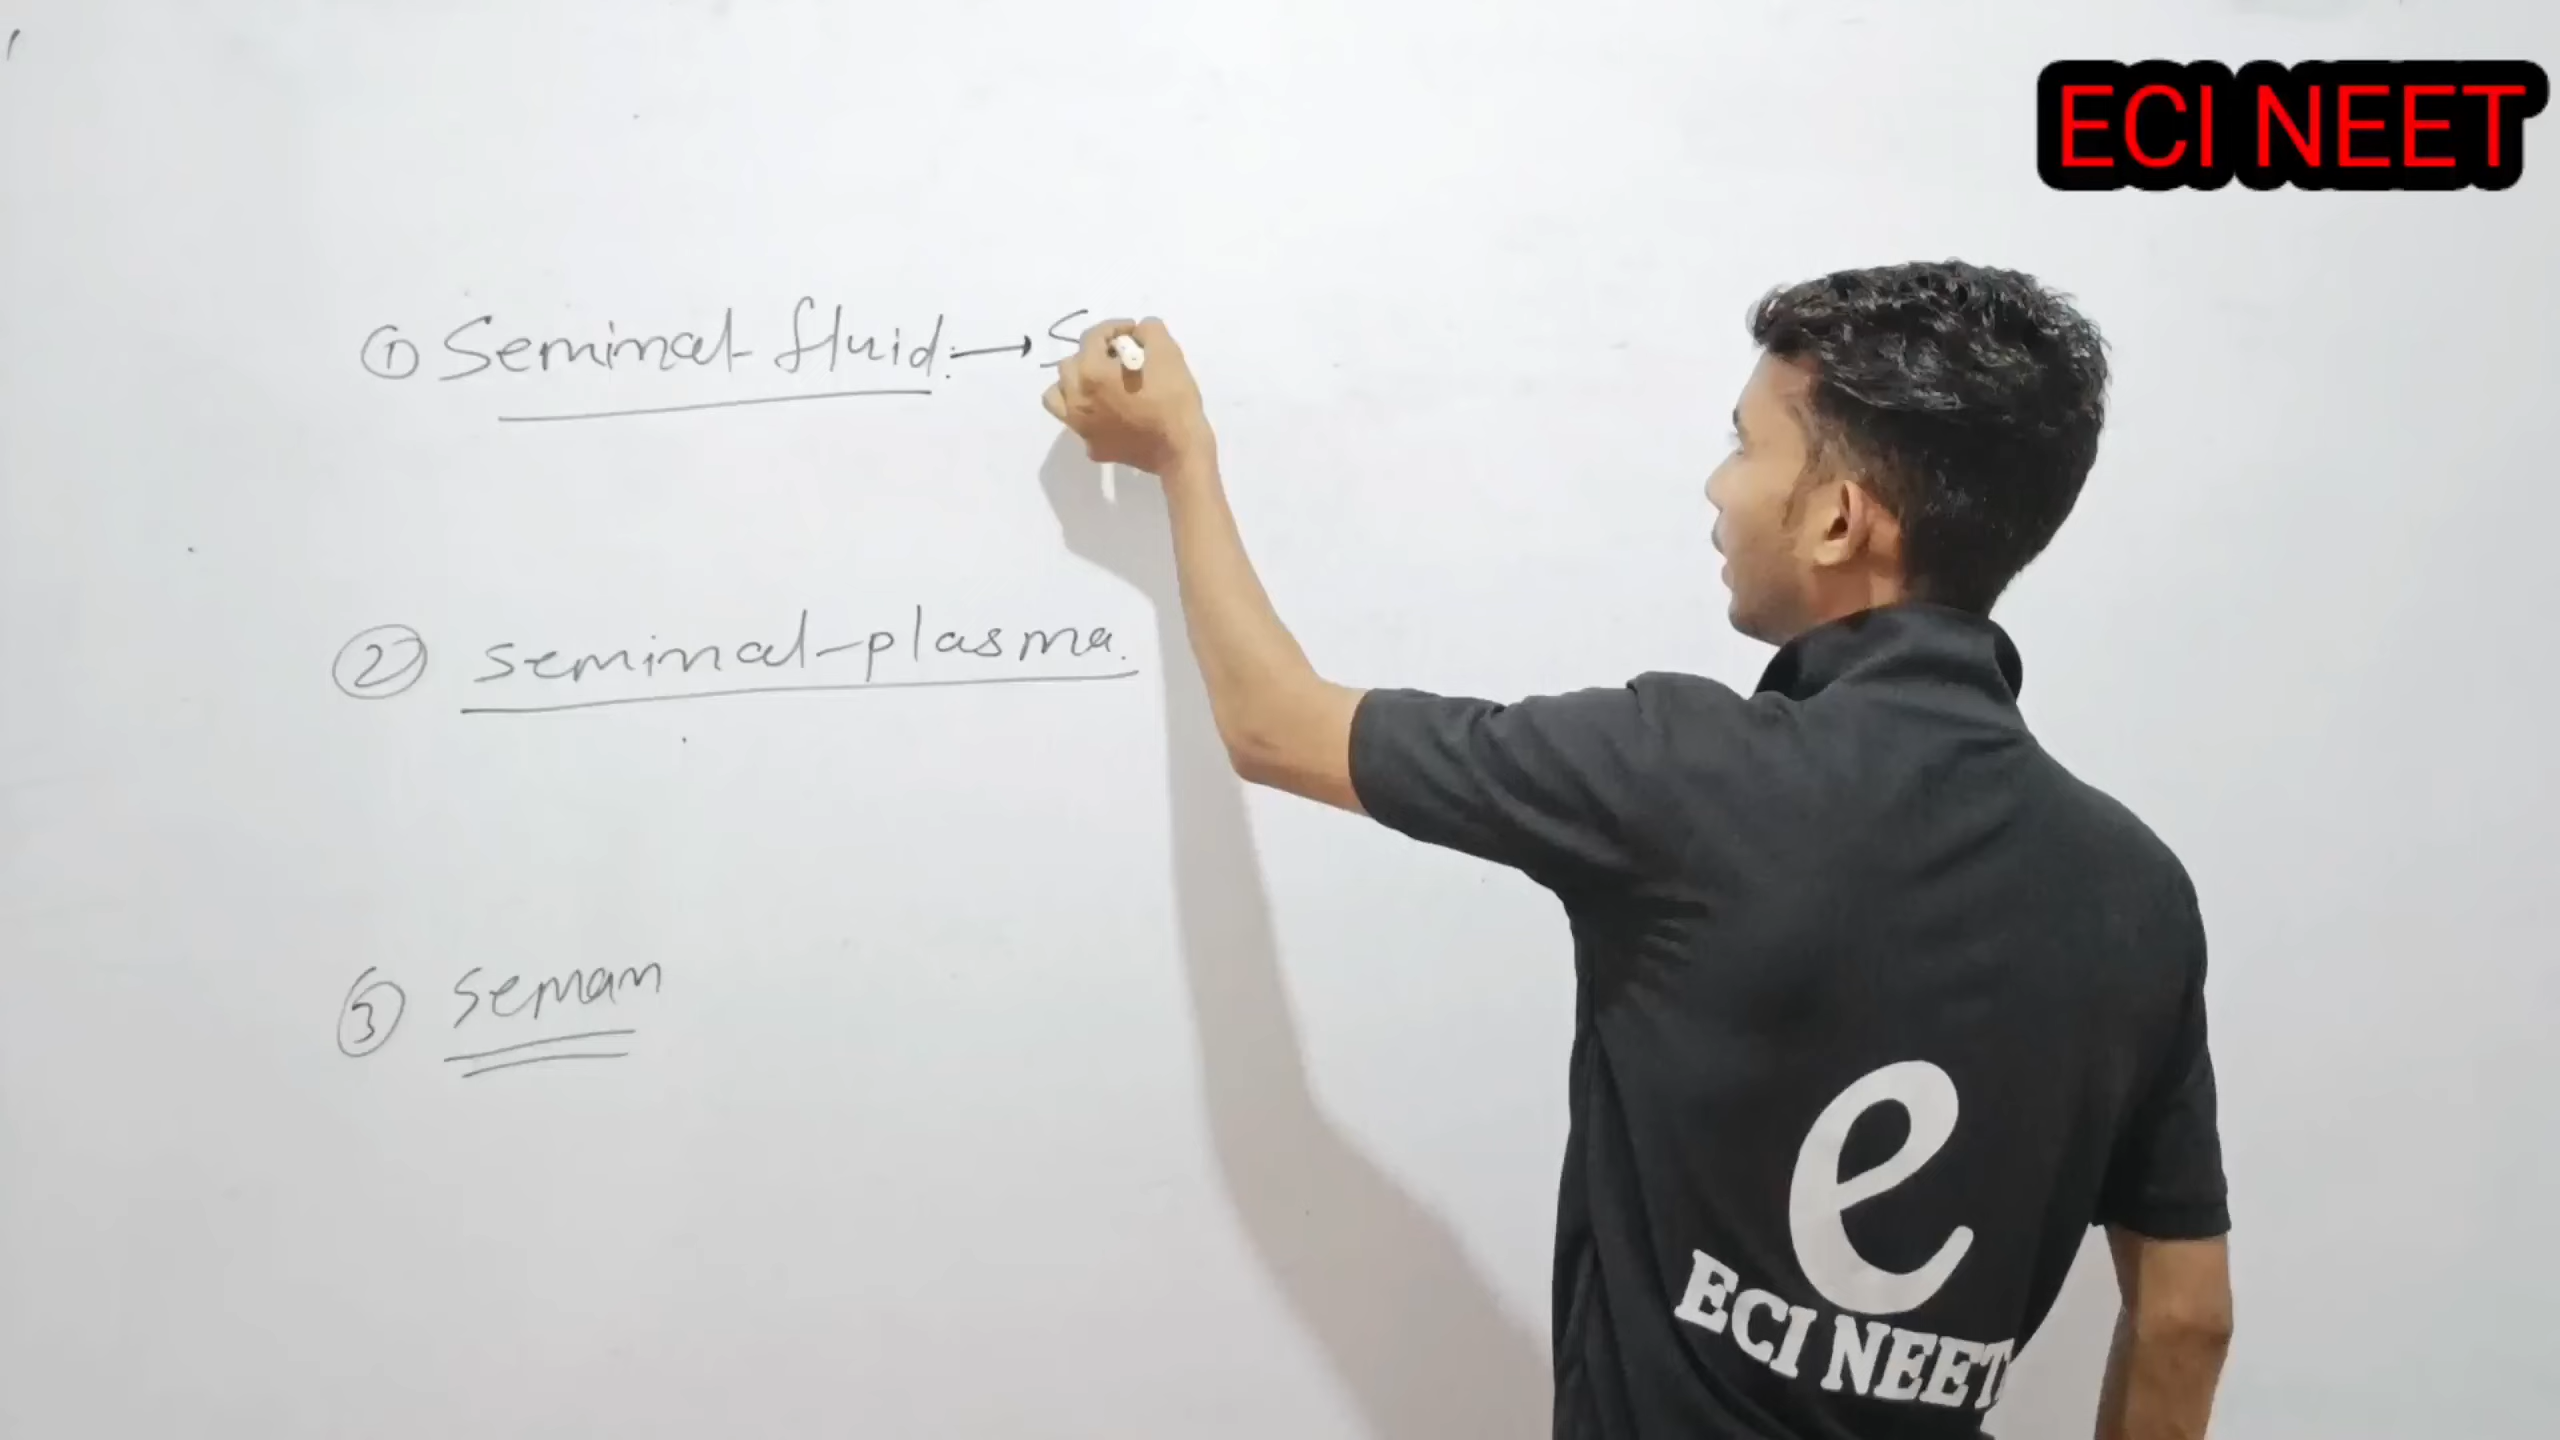 ECI NEET
① Seminal fluid. → S
② seminal-plasma.
③ seman
e
ECI NEET